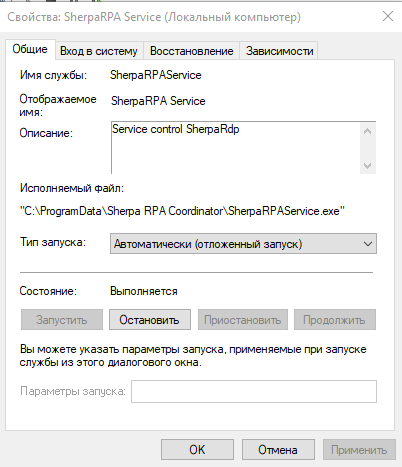 Свойства: SherpaRPA Service (Локальный компьютер)
Общие Вход в систему Восстановление Зависимости
Имя службы: SherpaRPAService
Отображаемое имя: SherpaRPA Service
Описание: Service control SherpaRdp
Исполняемый файл:
"C:\ProgramData\Sherpa RPA Coordinator\SherpaRPAService.exe"
Тип запуска: Автоматически (отложенный запуск)
Состояние: Выполняется
Запустить Остановить Приостановить Продолжить
Вы можете указать параметры запуска, применяемые при запуске
службы из этого диалогового окна.
Параметры запуска:
OK Отмена Применить